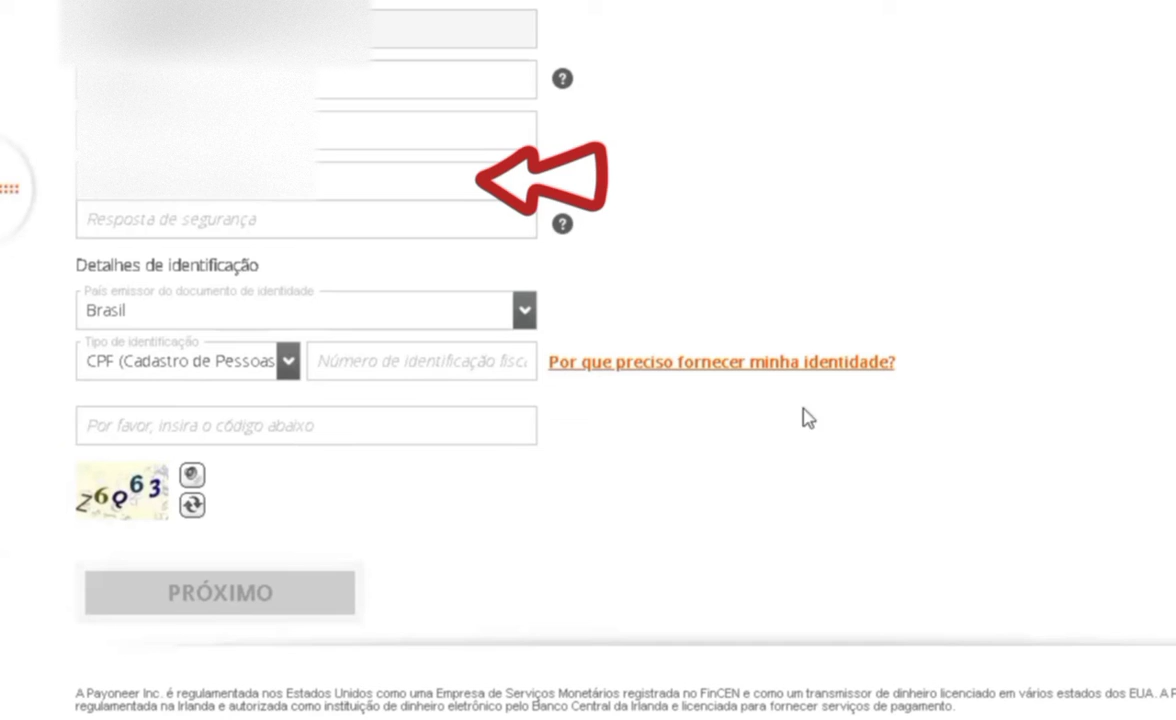 Resposta de segurança
Detalhes de identificação
País emissor do documento de identidade
Brasil
Tipo de identificação
CPF (Cadastro de Pessoas
Número de identificação fisca
Por que preciso fornecer minha identidade?
Por favor, insira o código abaixo
Z6Q63
PRÓXIMO
A Payoneer Inc. é regulamentada nos Estados Unidos como uma Empresa de Serviços Monetários registrada no FinCEN e como um transmissor de dinheiro licenciado em vários estados dos EUA. A P
regulamentada na Irlanda e autorizada como instituição de dinheiro eletrônico pelo Banco Central da Irlanda e licenciada para fornecer serviços de pagamento.